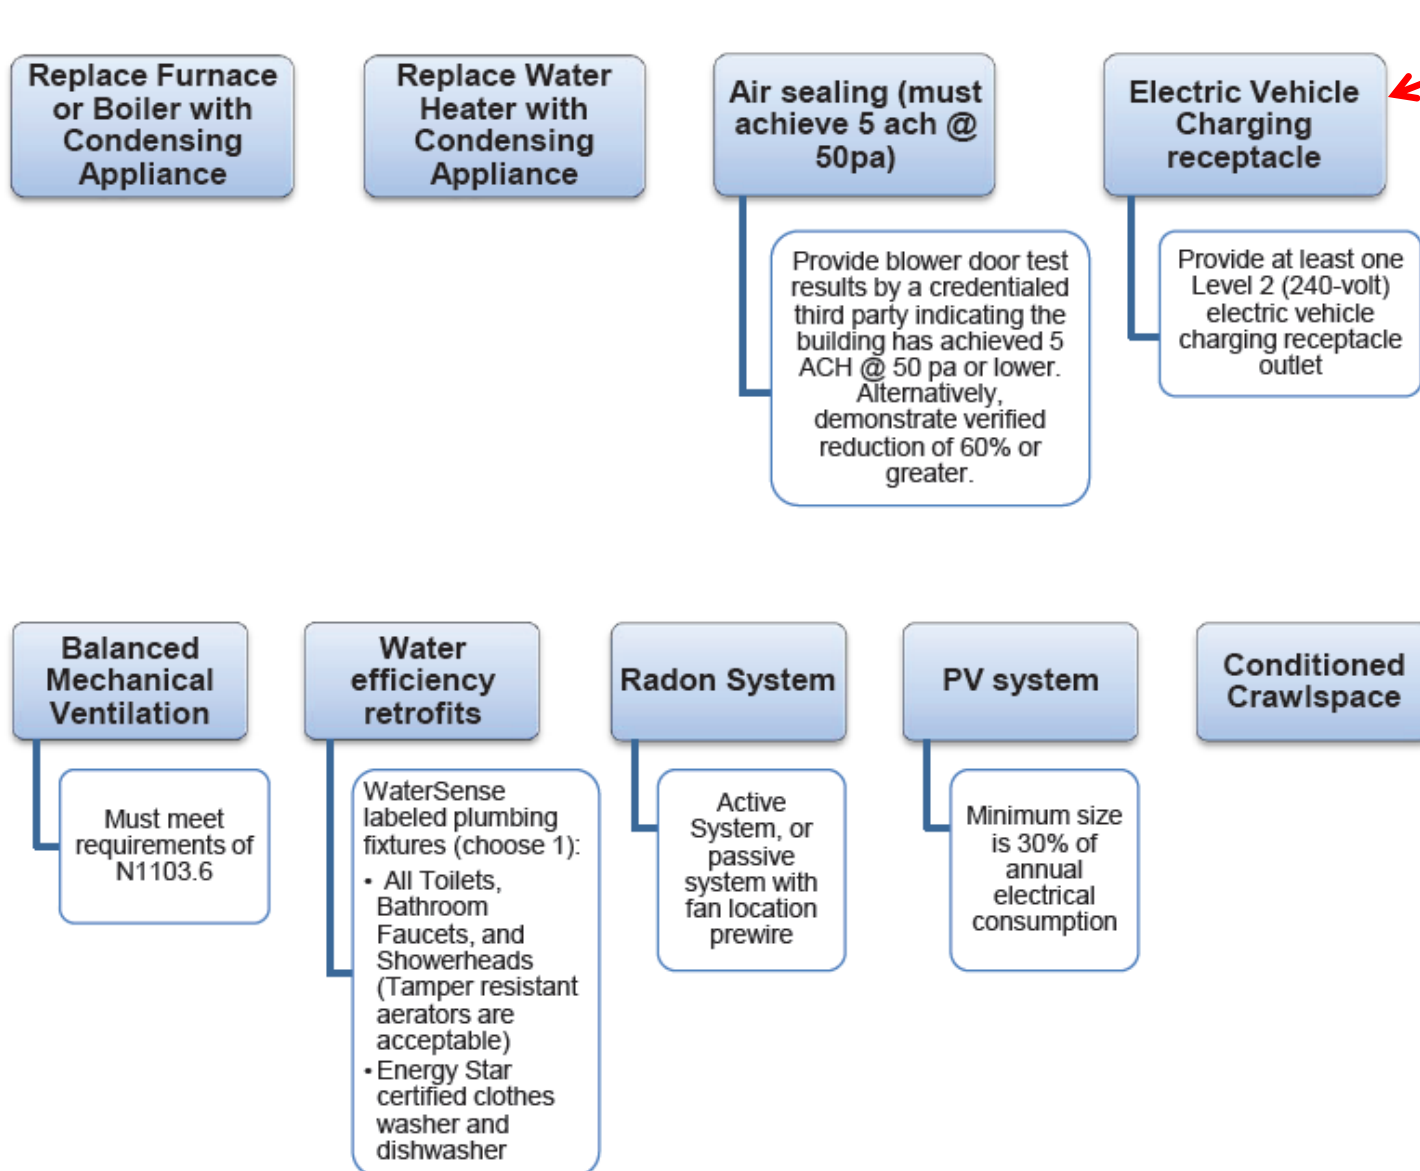 Replace Furnace
or Boiler with
Condensing
Appliance
Replace Water
Heater with
Condensing
Appliance
Air sealing (must
achieve 5 ach @
50pa)
Provide blower door test
results by a credentialed
third party indicating the
building has achieved 5
ACH @ 50 pa or lower.
Alternatively,
demonstrate verified
reduction of 60% or
greater.
Electric Vehicle
Charging
receptacle
Provide at least one
Level 2 (240-volt)
electric vehicle
charging receptacle
outlet
Balanced
Mechanical
Ventilation
Must meet
requirements of
N1103.6
Water
efficiency
retrofits
WaterSense
labeled plumbing
fixtures (choose 1):
• All Toilets,
Bathroom
Faucets, and
Showerheads
(Tamper resistant
aerators are
acceptable)
• Energy Star
certified clothes
washer and
dishwasher
Radon System
Active
System, or
passive
system with
fan location
prewire
PV system
Minimum size
is 30% of
annual
electrical
consumption
Conditioned
Crawlspace